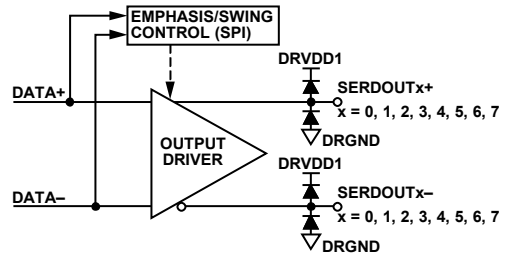 EMPHASIS/SWING
CONTROL (SPI)
DRVDD1
DATA+
SERDOUTx+
x = 0, 1, 2, 3, 4, 5, 6, 7
OUTPUT
DRIVER
DRGND
DRVDD1
DATA–
SERDOUTx–
x = 0, 1, 2, 3, 4, 5, 6, 7
DRGND